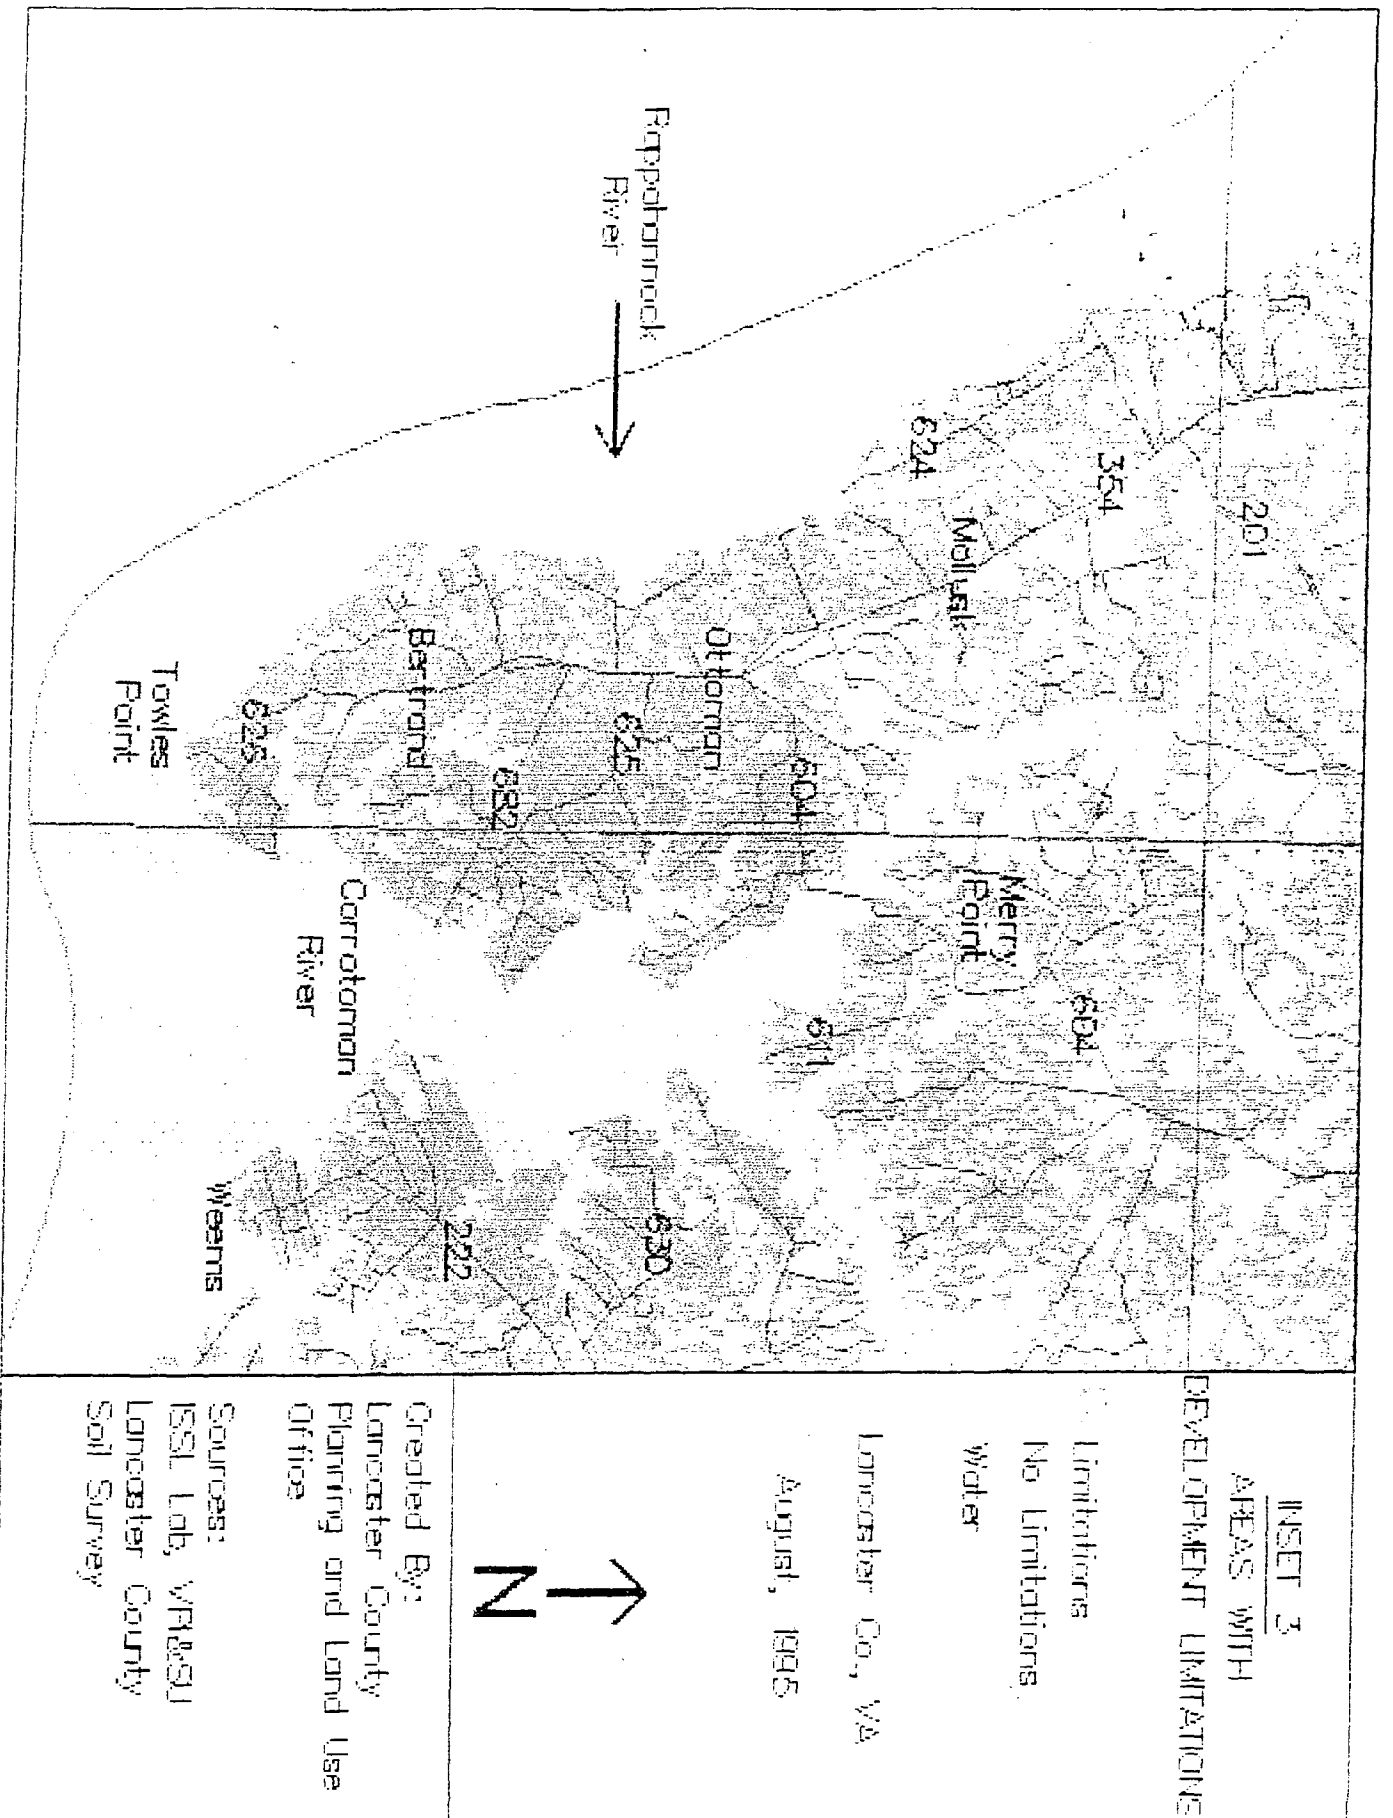 INSET 3
AREAS WITH
DEVELOPMENT LIMITATIONS
Limitations
No Limitations
Water
Lancaster Co., VA
August, 1995
N
Created By:
Lancaster County
Planning and Land Use
Office
Sources:
ISSL Lab, VPI&SU
Lancaster County
Soil Survey
201
354
624
Mollusk
Rappahannock
River
Ottoman
604
625
Bertrand
682
625
Towles
Point
Merry
Point
604
611
Corrotoman
River
630
222
Weems